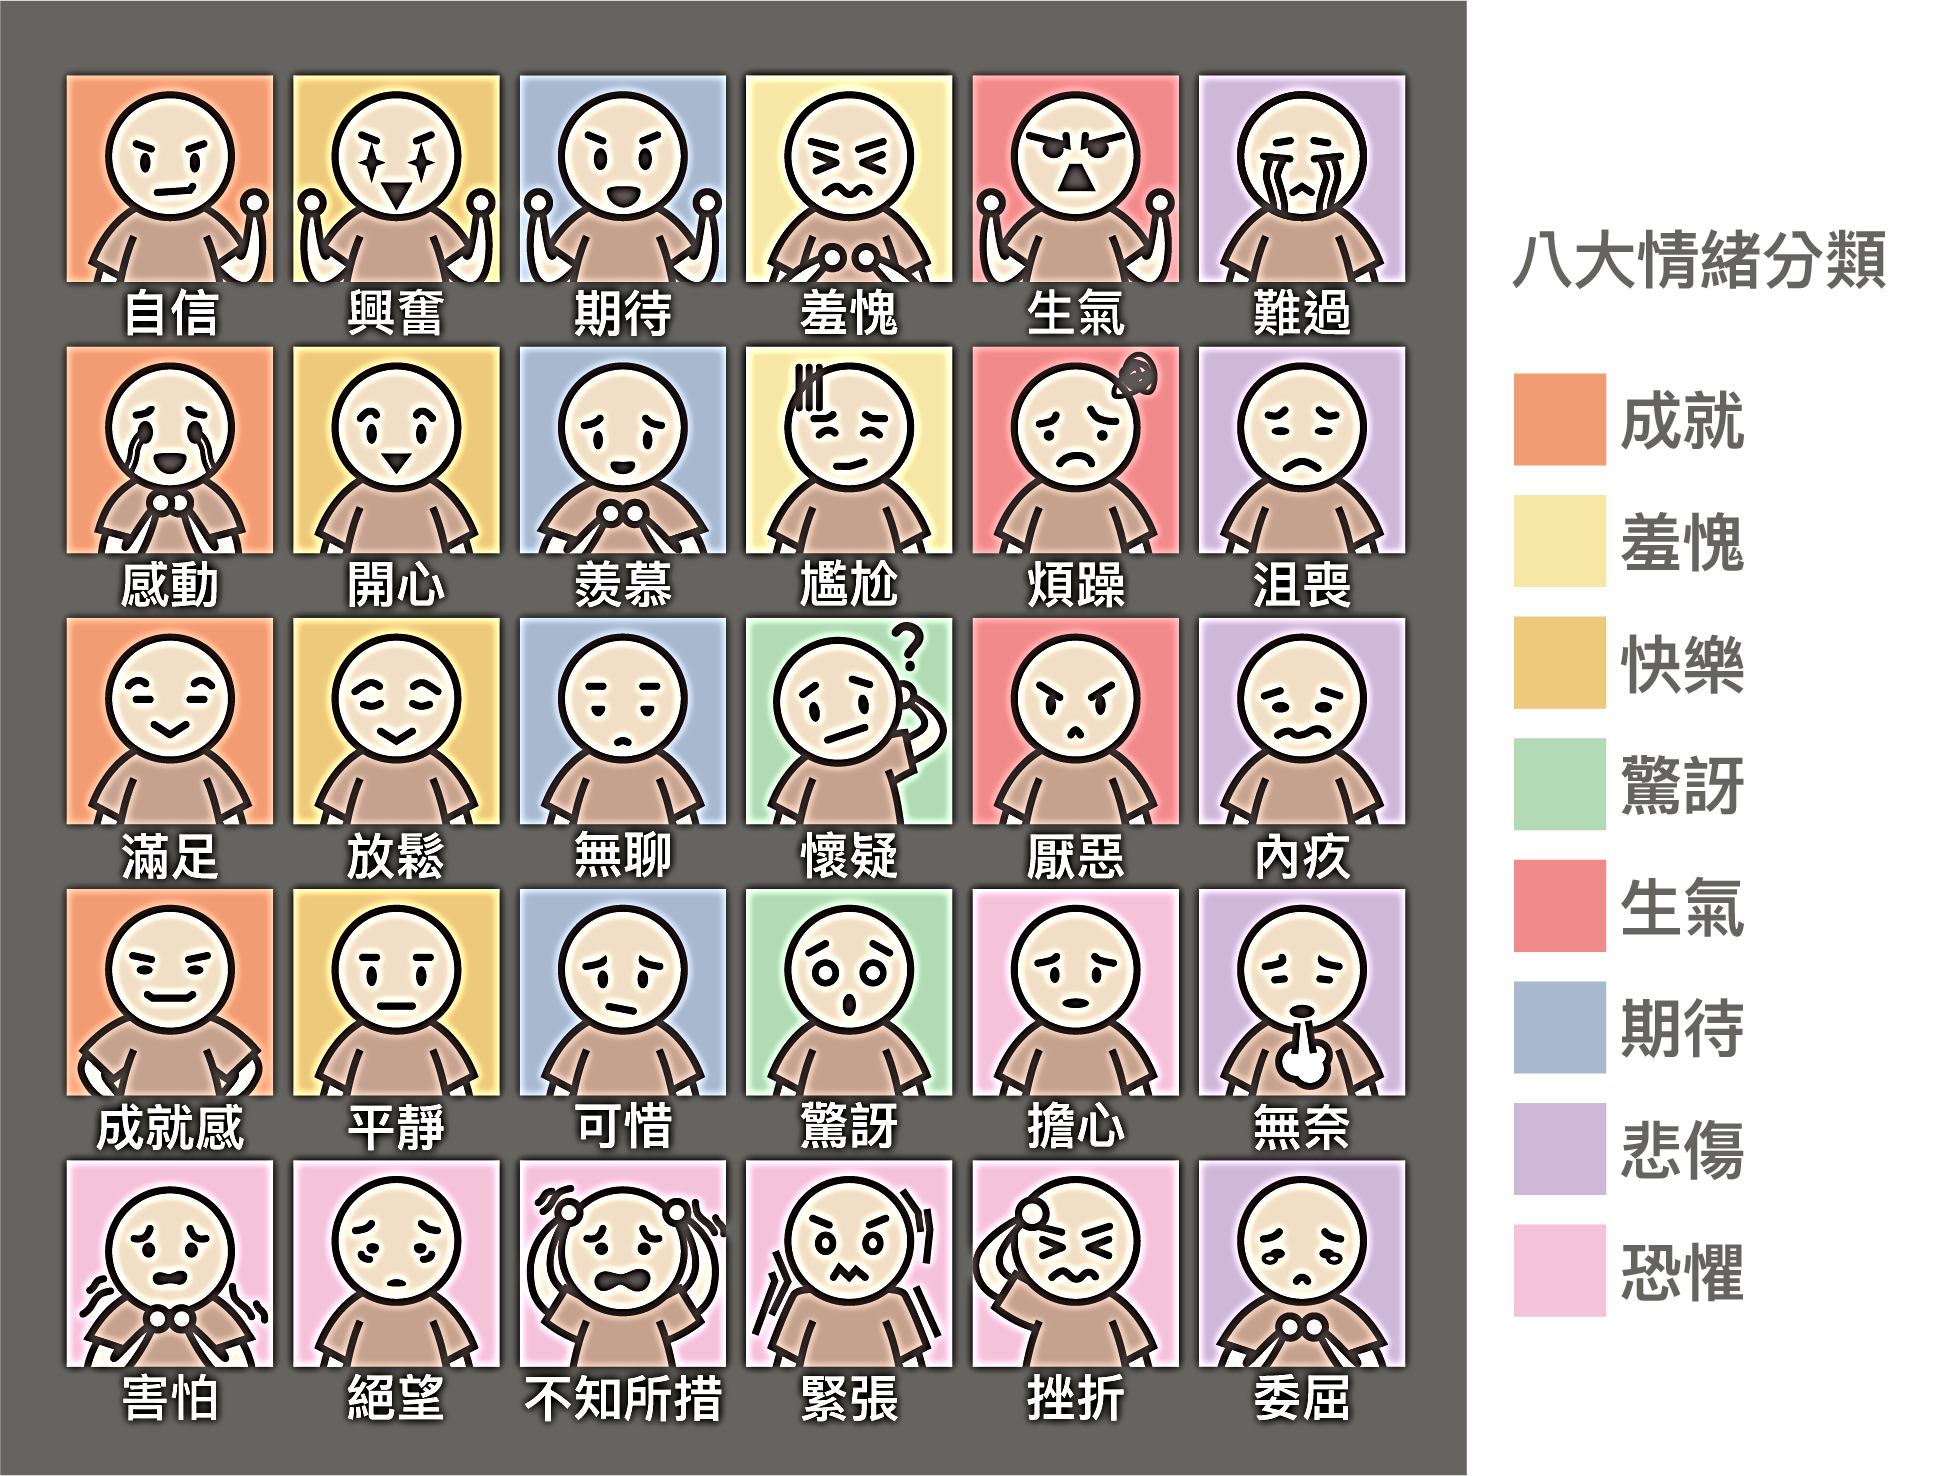 自信
興奮
期待
羞愧
生氣
難過
感動
開心
羨慕
尷尬
煩躁
沮喪
滿足
放鬆
無聊
懷疑
厭惡
內疚
成就感
平靜
可惜
驚訝
擔心
無奈
害怕
絕望
不知所措
緊張
挫折
委屈
八大情緒分類
成就
羞愧
快樂
驚訝
生氣
期待
悲傷
恐懼